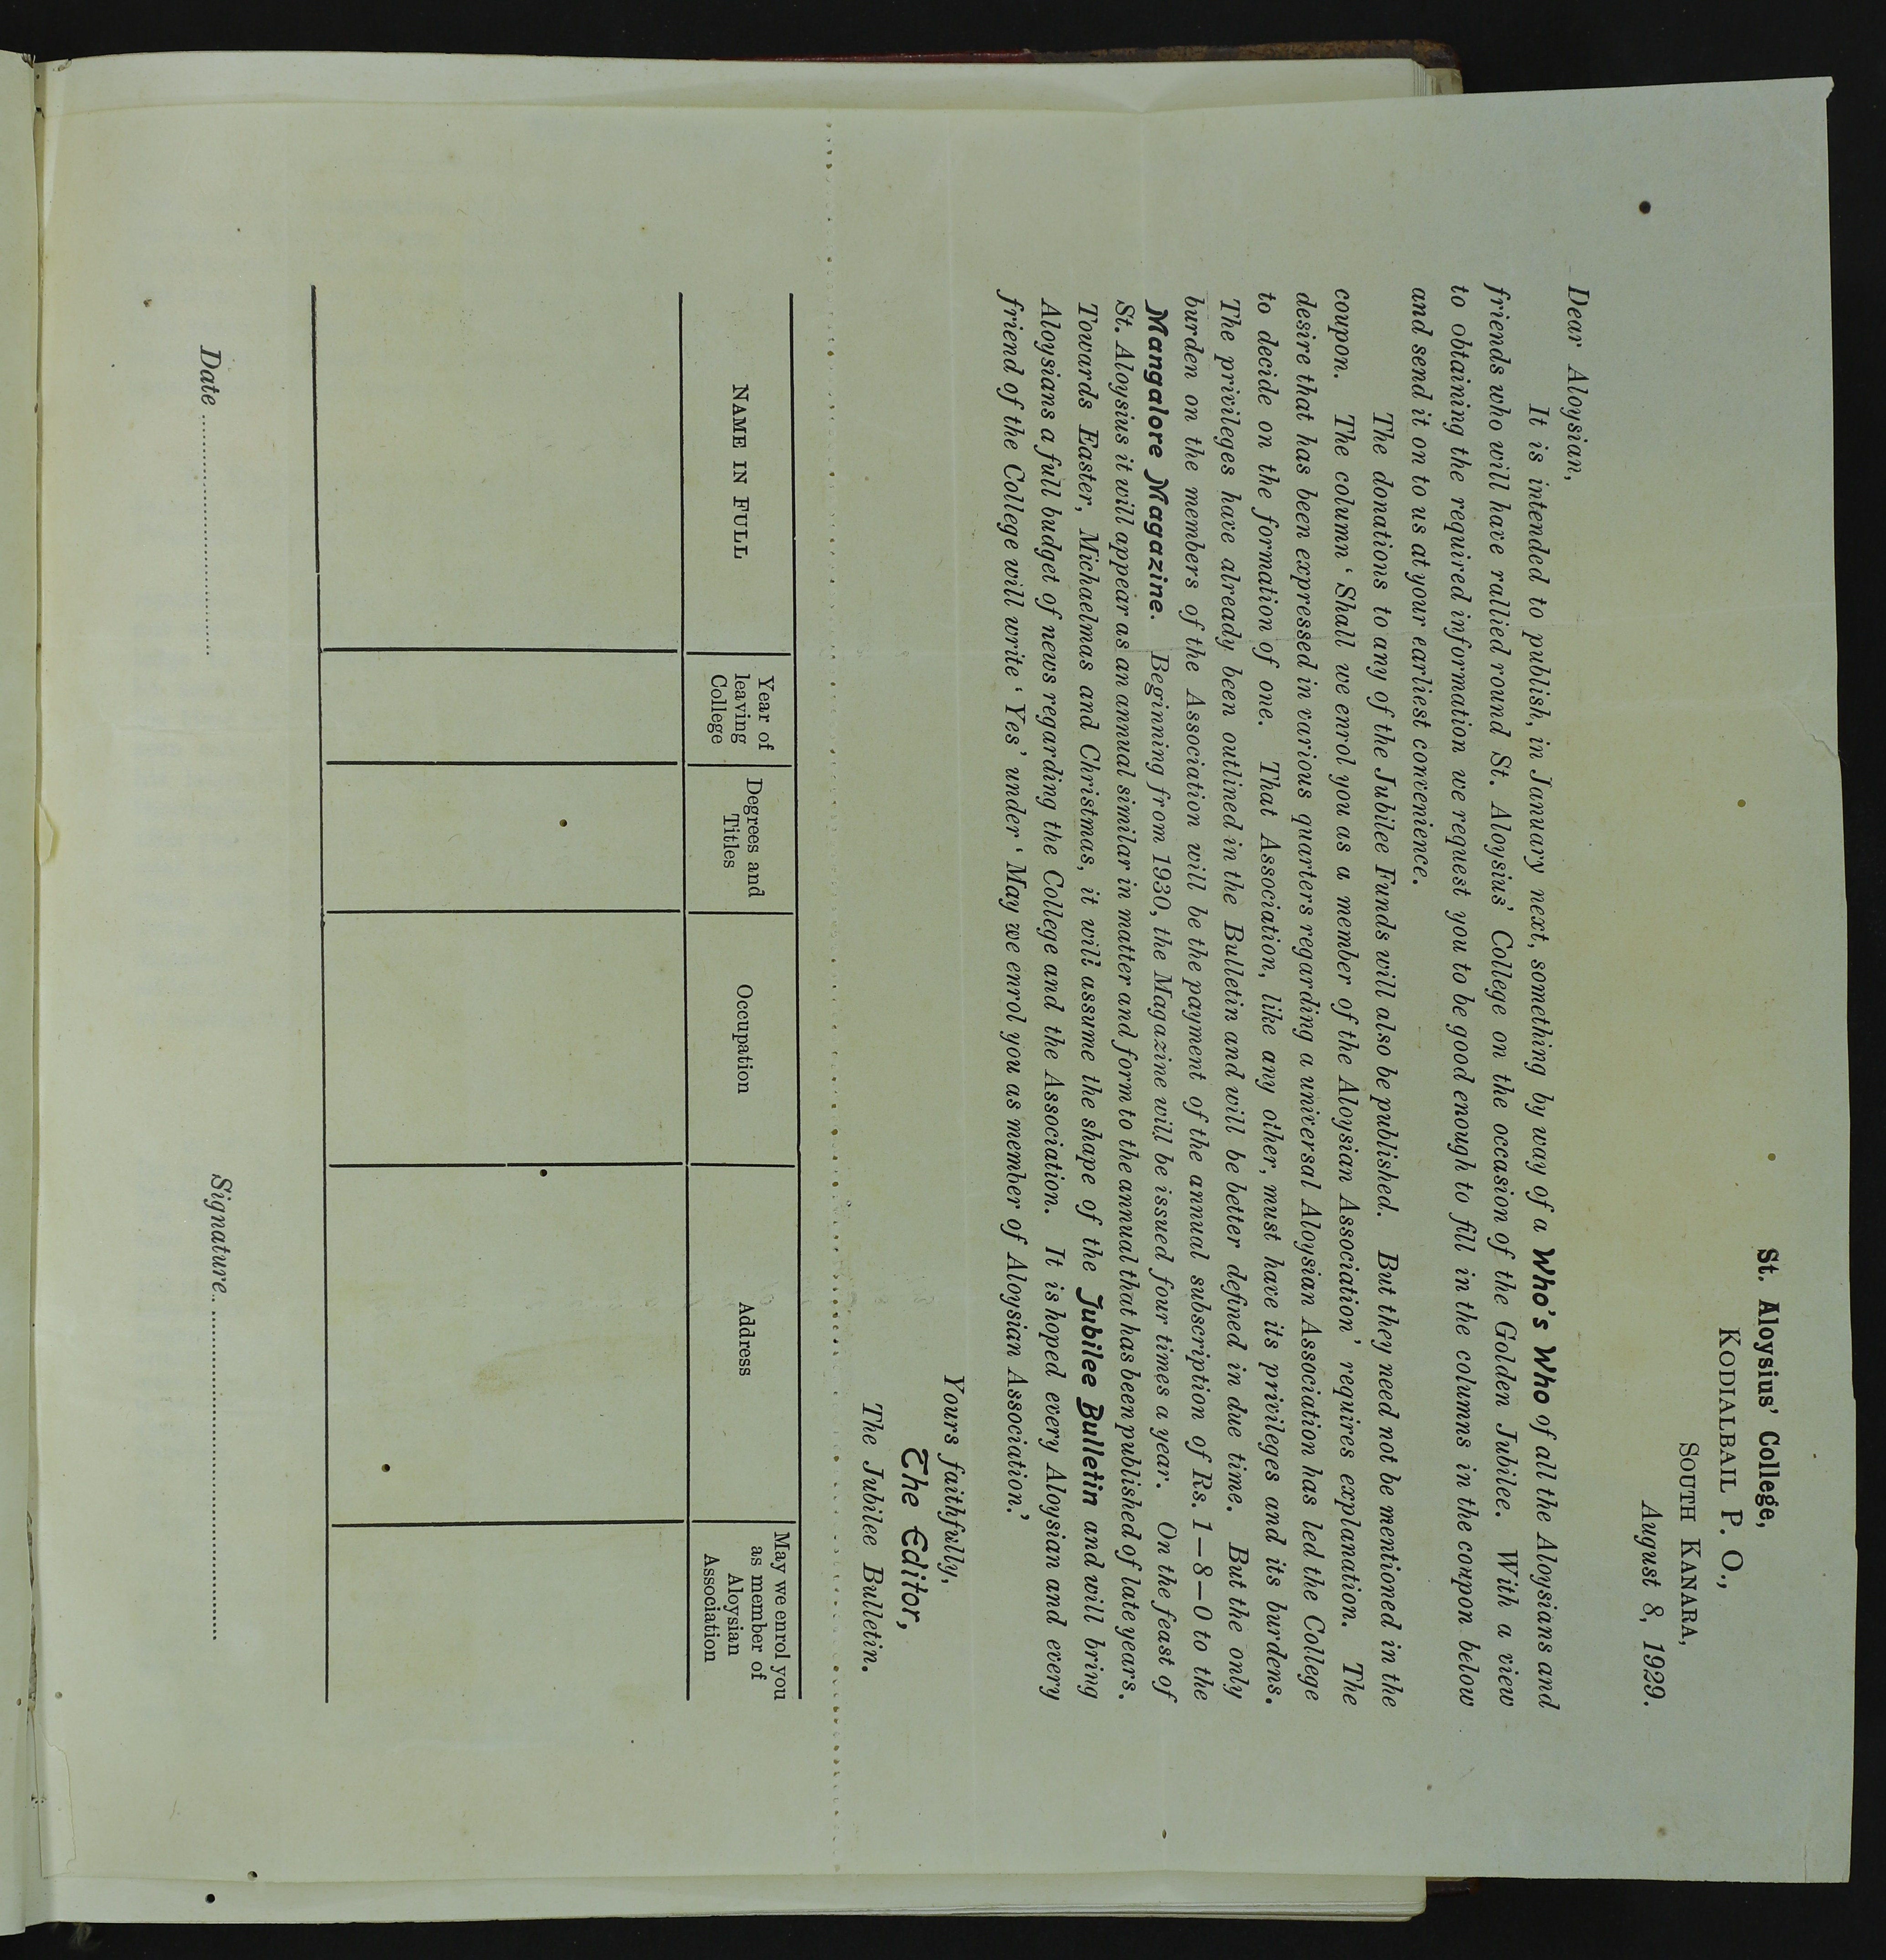 St. Aloysius' College,
KODIALBAIL P. O.,
SOUTH KANARA,
August 8, 1929.
Dear Aloysian,
It is intended to publish, in January next, something by way of a Who's Who of all the Aloysians and
friends who will have rallied round St. Aloysius' College on the occasion of the Golden Jubilee. With a view
to obtaining the required information we request you to be good enough to fill in the columns in the coupon below
and send it on to us at your earliest convenience.
The donations to any of the Jubilee Funds will also be published. But they need not be mentioned in the
coupon. The column ‘ Shall we enrol you as a member of the Aloysian Association’ requires explanation. The
desire that has been expressed in various quarters regarding a universal Aloysian Association has led the College
to decide on the formation of one. That Association, like any other, must have its privileges and its burdens.
The privileges have already been outlined in the Bulletin and will be better defined in due time. But the only
burden on the members of the Association will be the payment of the annual subscription of Rs. 1—8—0 to the
Mangalore Magazine. Beginning from 1930, the Magazine will be issued four times a year. On the feast of
St. Aloysius it will appear as an annual similar in matter and form to the annual that has been published of late years.
Towards Easter, Michaelmas and Christmas, it will assume the shape of the Jubilee Bulletin and will bring
Aloysians a full budget of news regarding the College and the Association. It is hoped every Aloysian and every
friend of the College will write ‘ Yes’ under ‘ May we enrol you as member of Aloysian Association.’
Yours faithfully,
The Editor,
The Jubilee Bulletin.
NAME IN FULL
Year of
leaving
College
Degrees and
Titles
Occupation
Address
May we enrol you
as member of
Aloysian
Association
Date
Signature